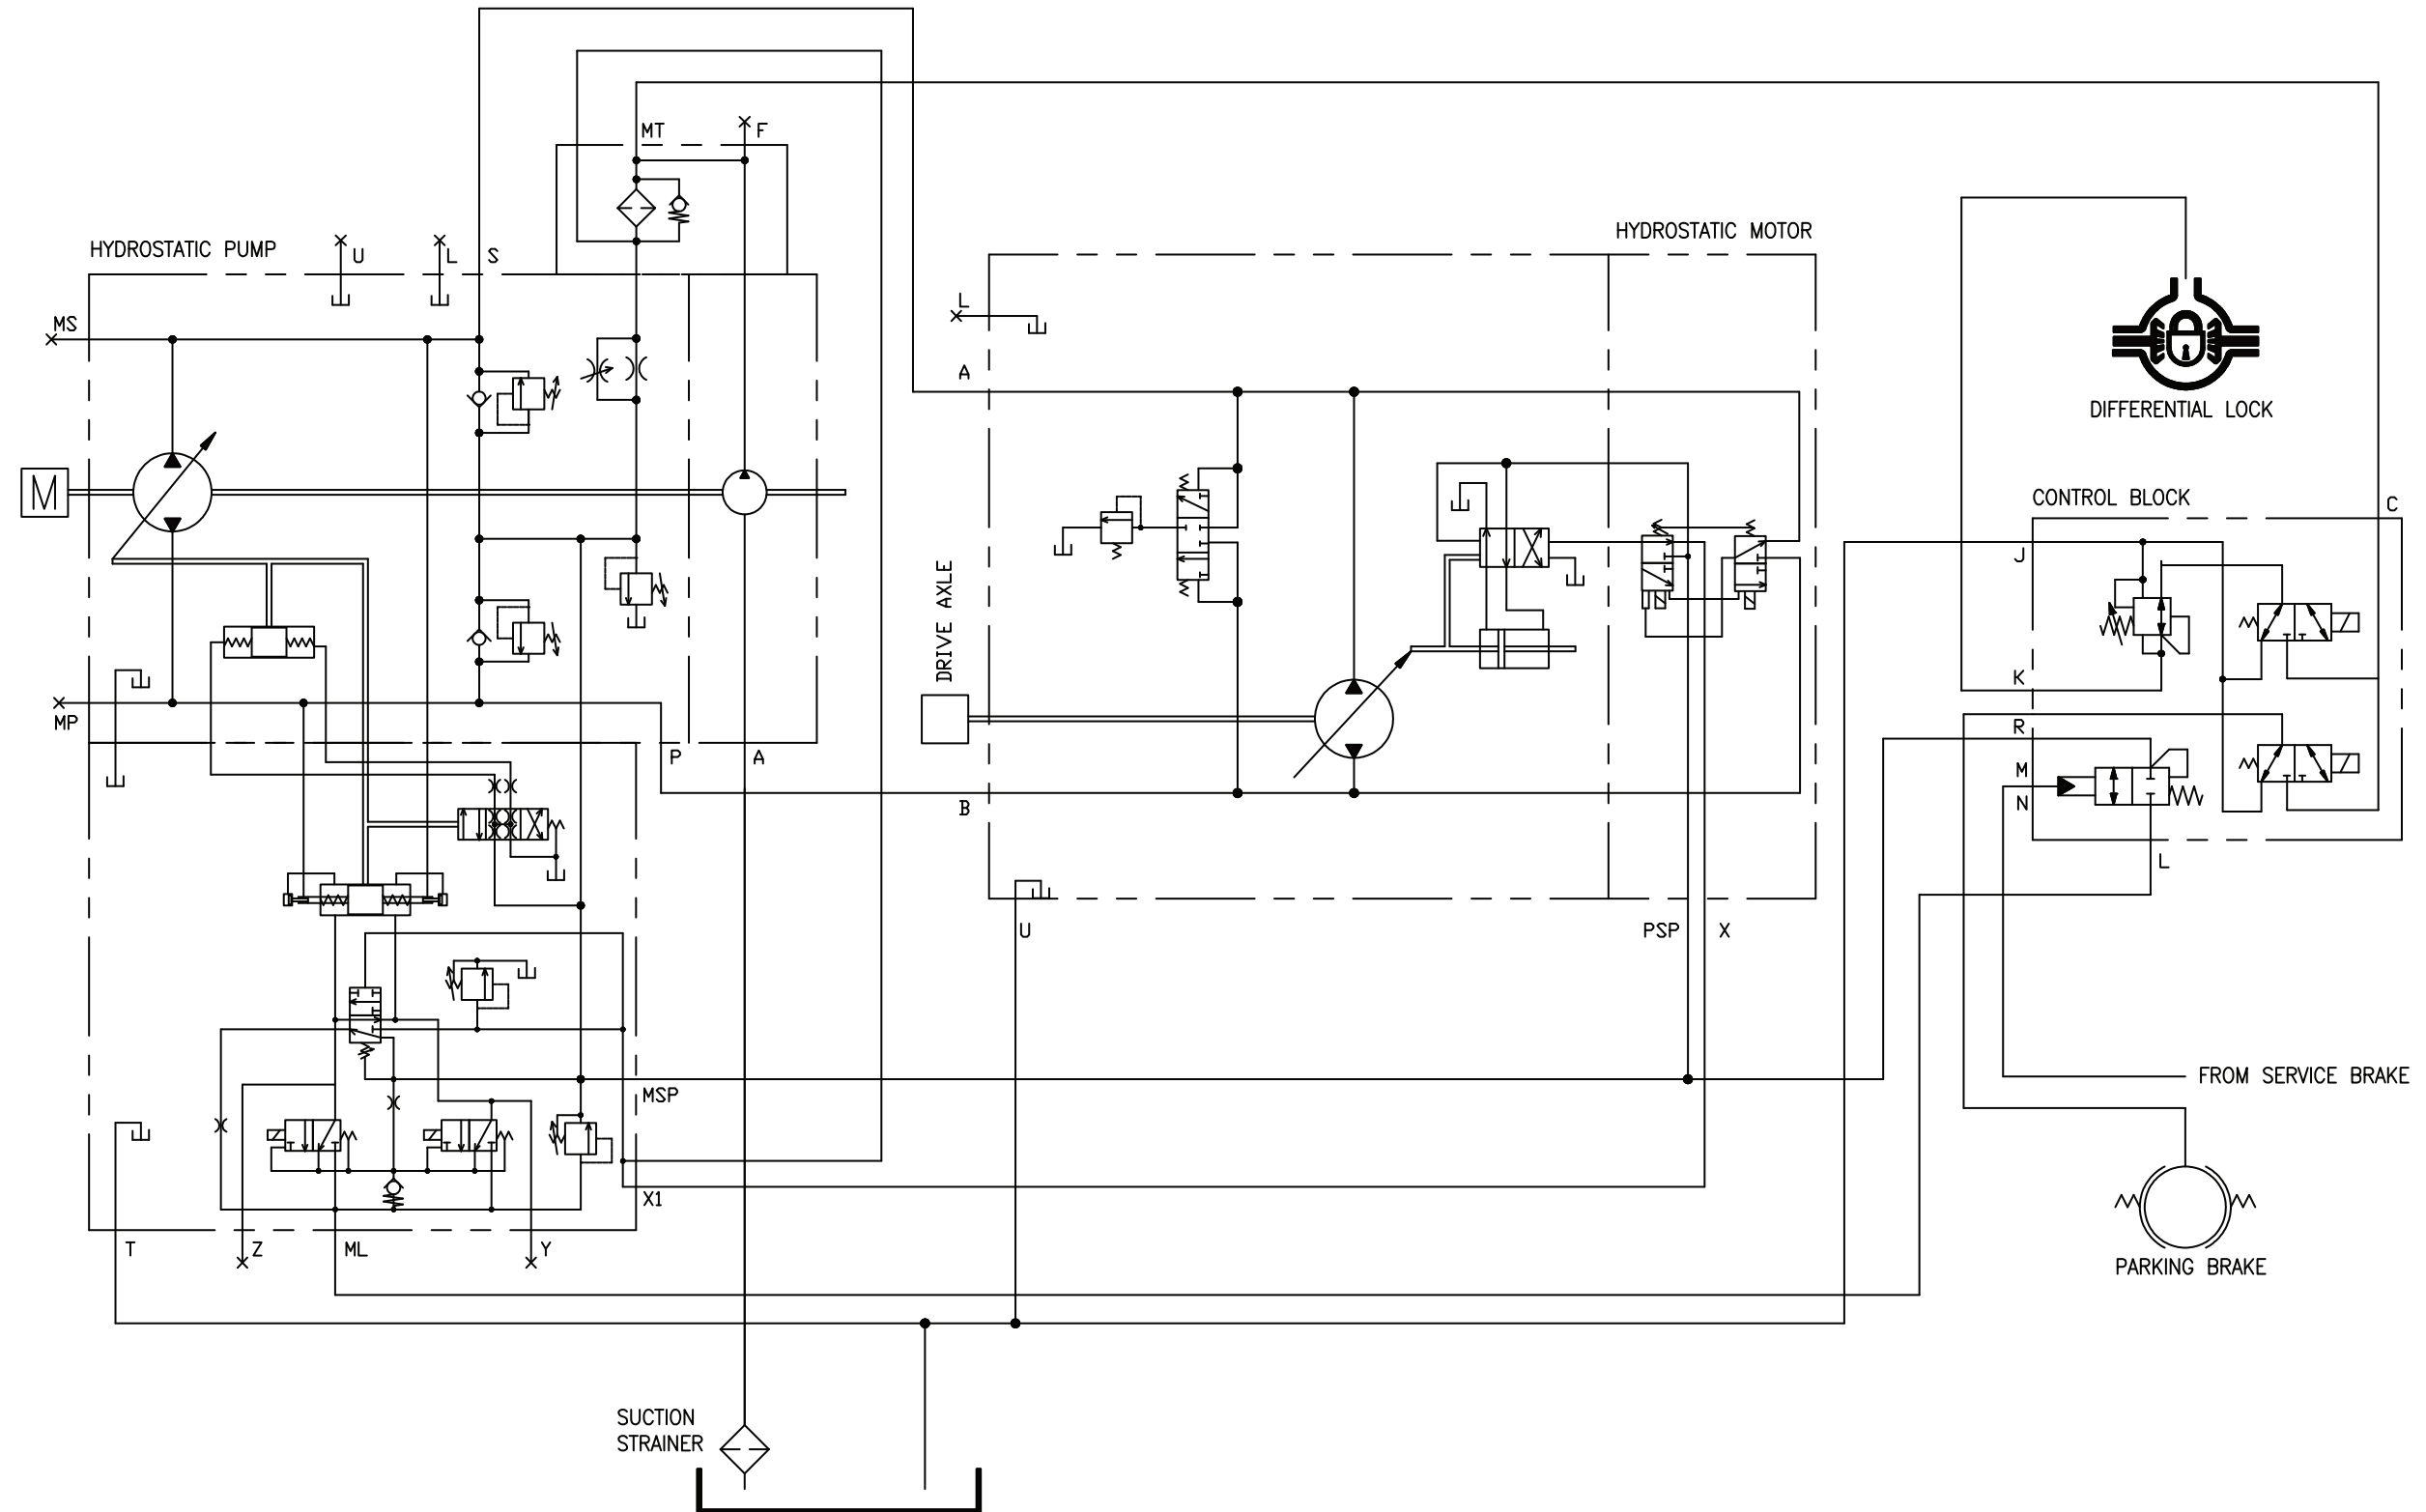 MT
F
HYDROSTATIC PUMP
U
L
S
HYDROSTATIC MOTOR
MS
L
A
DIFFERENTIAL LOCK
M
CONTROL BLOCK
C
J
DRIVE AXLE
K
MP
R
P
A
M
N
B
L
U
PSP
X
FROM SERVICE BRAKE
MSP
X1
T
Z
ML
Y
PARKING BRAKE
SUCTION
STRAINER